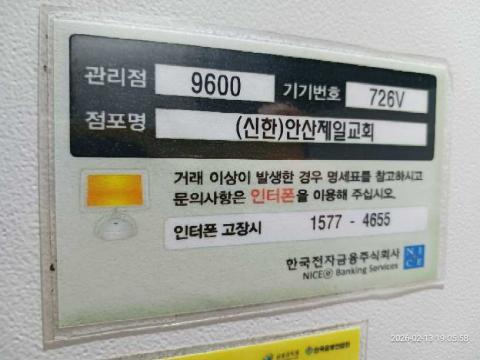 관리점 9600 기기번호 726V
점포명 (신한)안산제일교회
거래 이상이 발생한 경우 명세표를 참고하시고
문의사항은 인터폰을 이용해 주십시오.
인터폰 고장시 1577 - 4655
한국전자금융주식회사
NICE@ Banking Services
NI
CE
2026-02-13 19:05:58